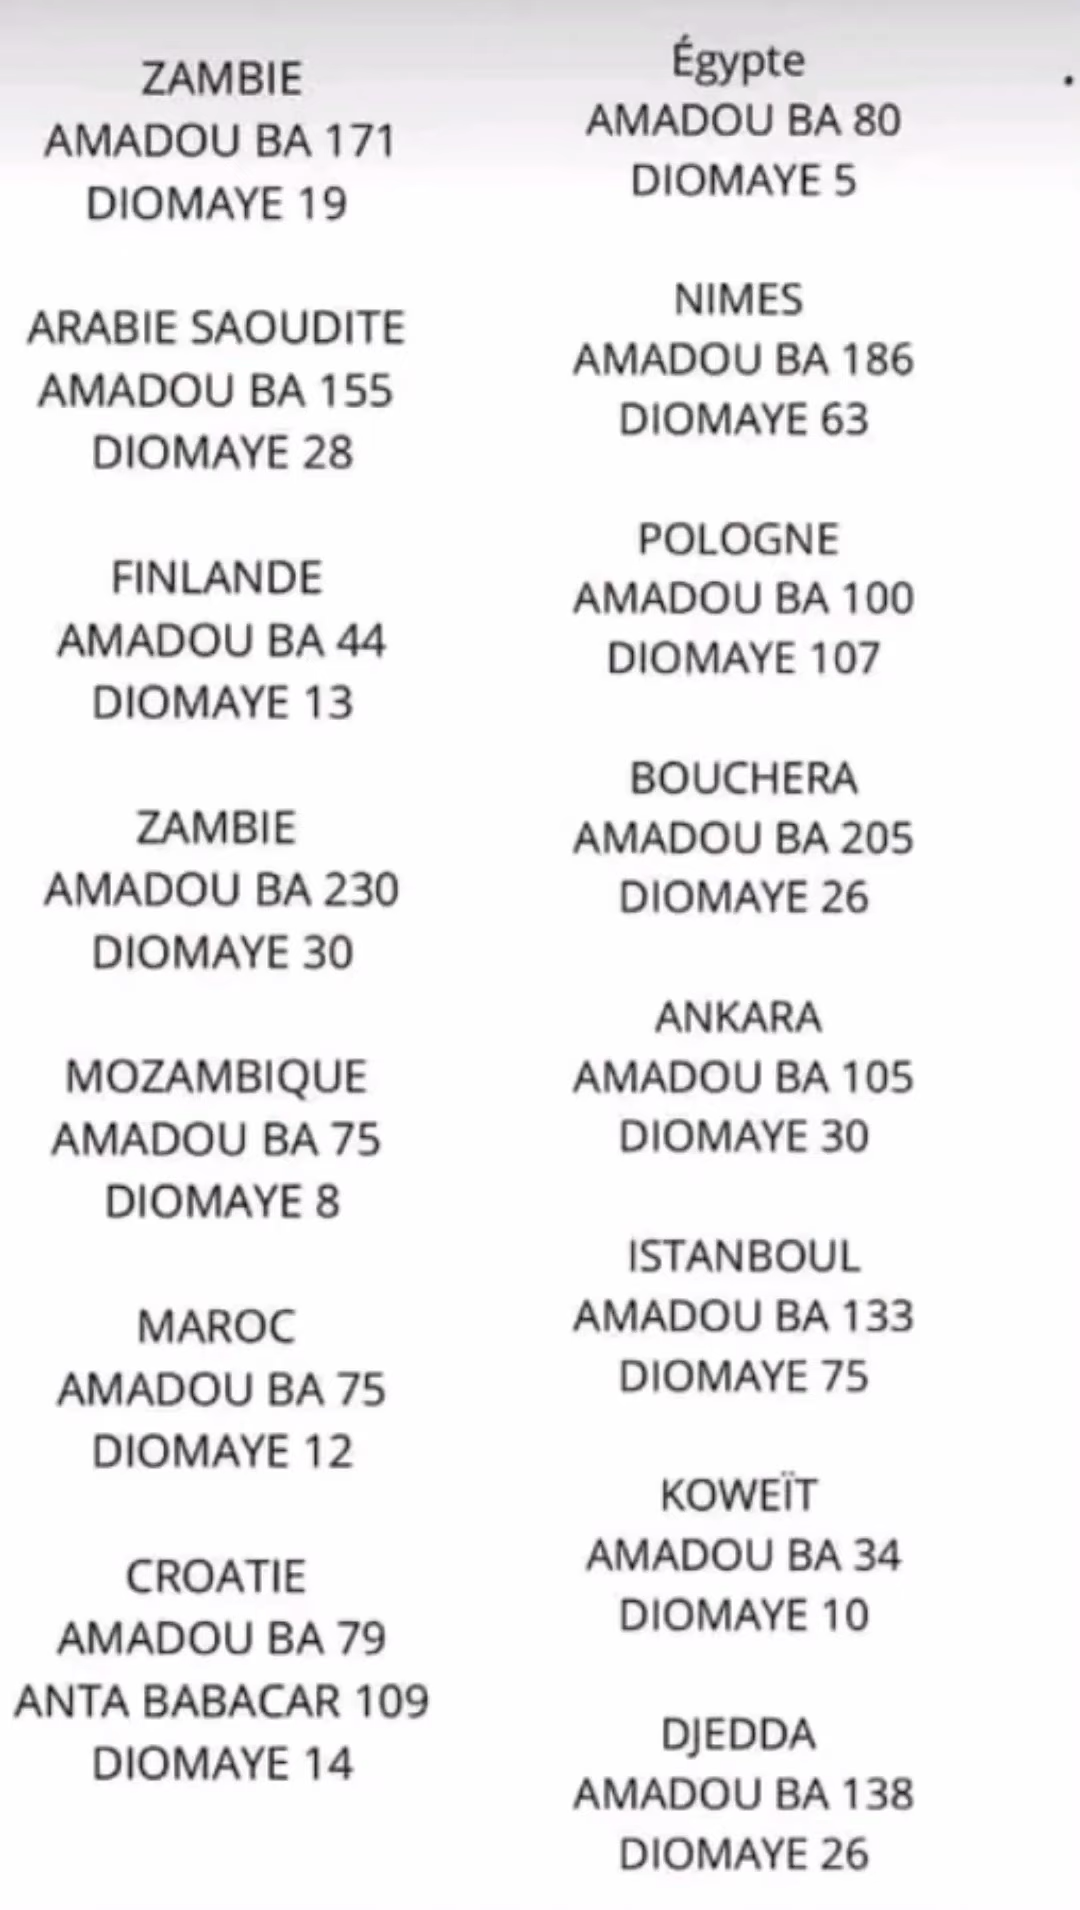 ZAMBIE
AMADOU BA 171
DIOMAYE 19
ARABIE SAOUDITE
AMADOU BA 155
DIOMAYE 28
FINLANDE
AMADOU BA 44
DIOMAYE 13
ZAMBIE
AMADOU BA 230
DIOMAYE 30
MOZAMBIQUE
AMADOU BA 75
DIOMAYE 8
MAROC
AMADOU BA 75
DIOMAYE 12
CROATIE
AMADOU BA 79
ANTA BABACAR 109
DIOMAYE 14
Égypte
AMADOU BA 80
DIOMAYE 5
NIMES
AMADOU BA 186
DIOMAYE 63
POLOGNE
AMADOU BA 100
DIOMAYE 107
BOUCHERA
AMADOU BA 205
DIOMAYE 26
ANKARA
AMADOU BA 105
DIOMAYE 30
ISTANBOUL
AMADOU BA 133
DIOMAYE 75
KOWEÏT
AMADOU BA 34
DIOMAYE 10
DJEDDA
AMADOU BA 138
DIOMAYE 26